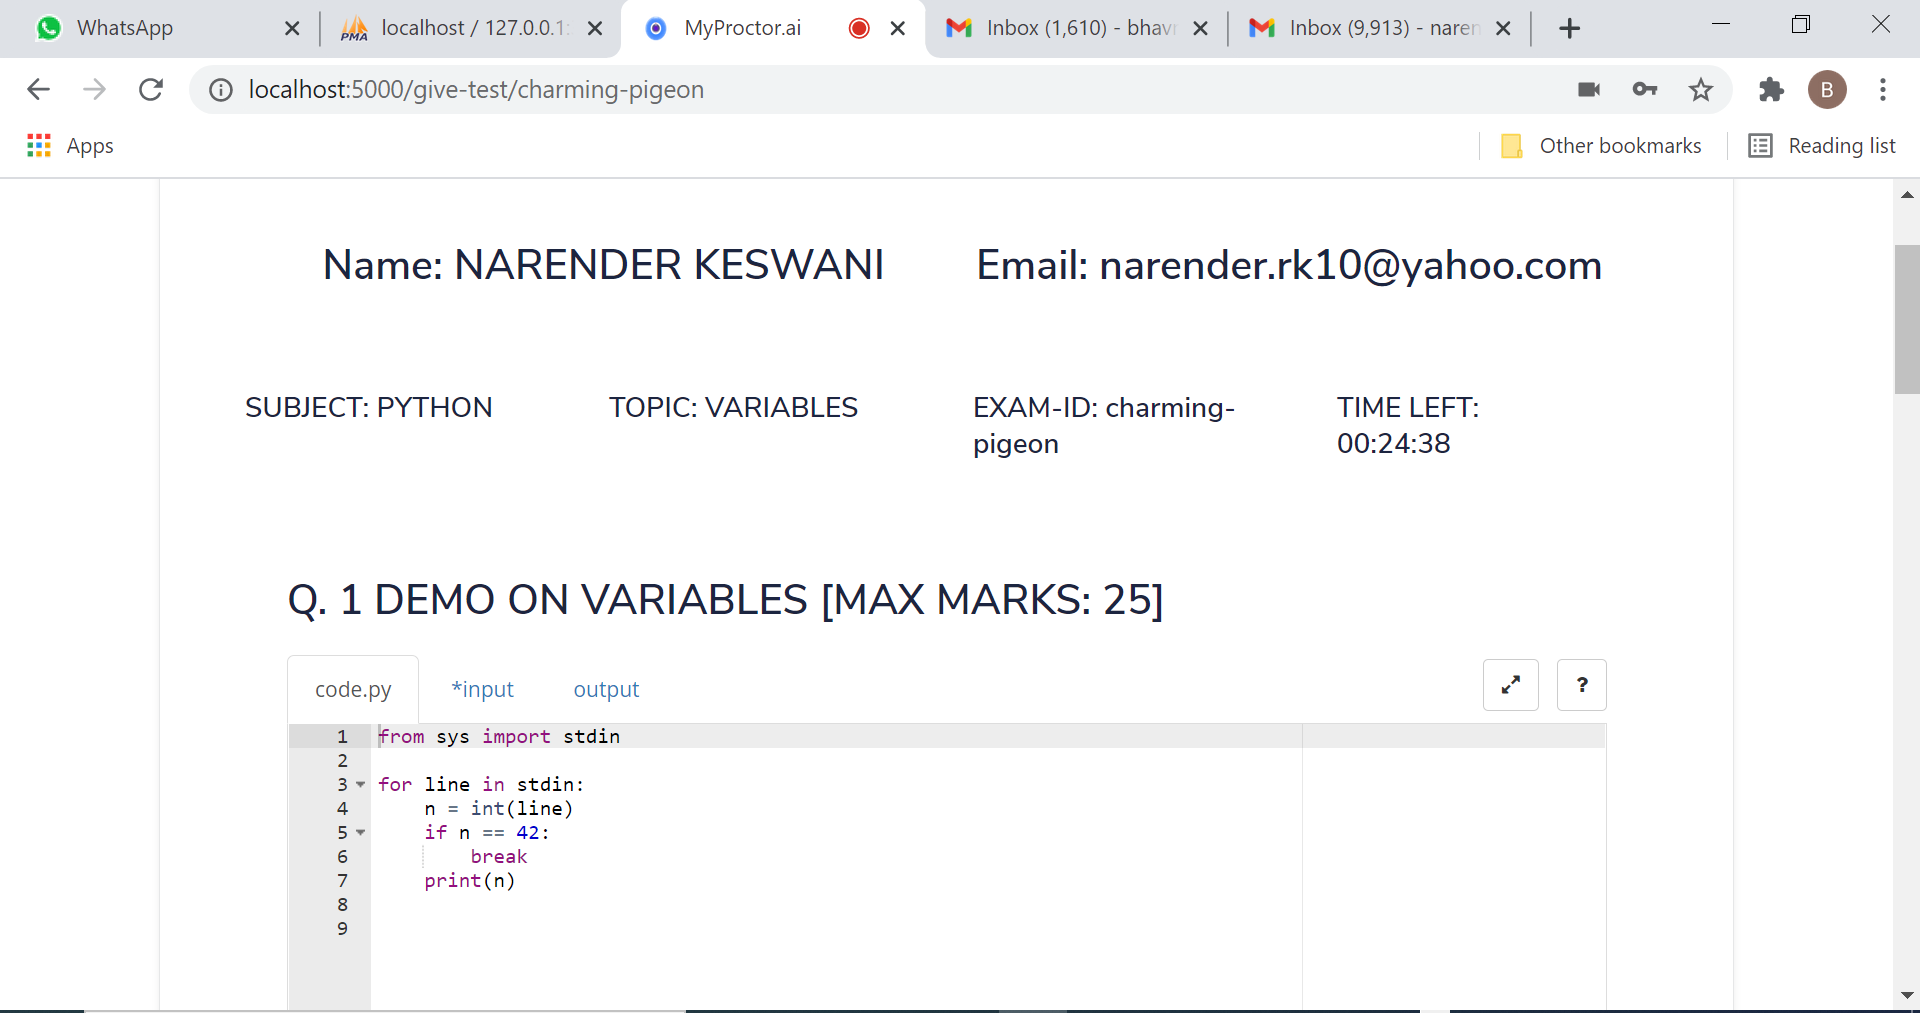 WhatsApp
localhost / 127.0.0.1:
MyProctor.ai
Inbox (1,610) - bhavr
Inbox (9,913) - naren
localhost:5000/give-test/charming-pigeon
B
Apps
Other bookmarks
Reading list
Name: NARENDER KESWANI
Email: narender.rk10@yahoo.com
SUBJECT: PYTHON
TOPIC: VARIABLES
EXAM-ID: charming-
pigeon
TIME LEFT:
00:24:38
Q. 1 DEMO ON VARIABLES [MAX MARKS: 25]
code.py
*input
output
?
1 from sys import stdin
2
3 for line in stdin:
4     n = int(line)
5     if n == 42:
6         break
7     print(n)
8
9
PMA